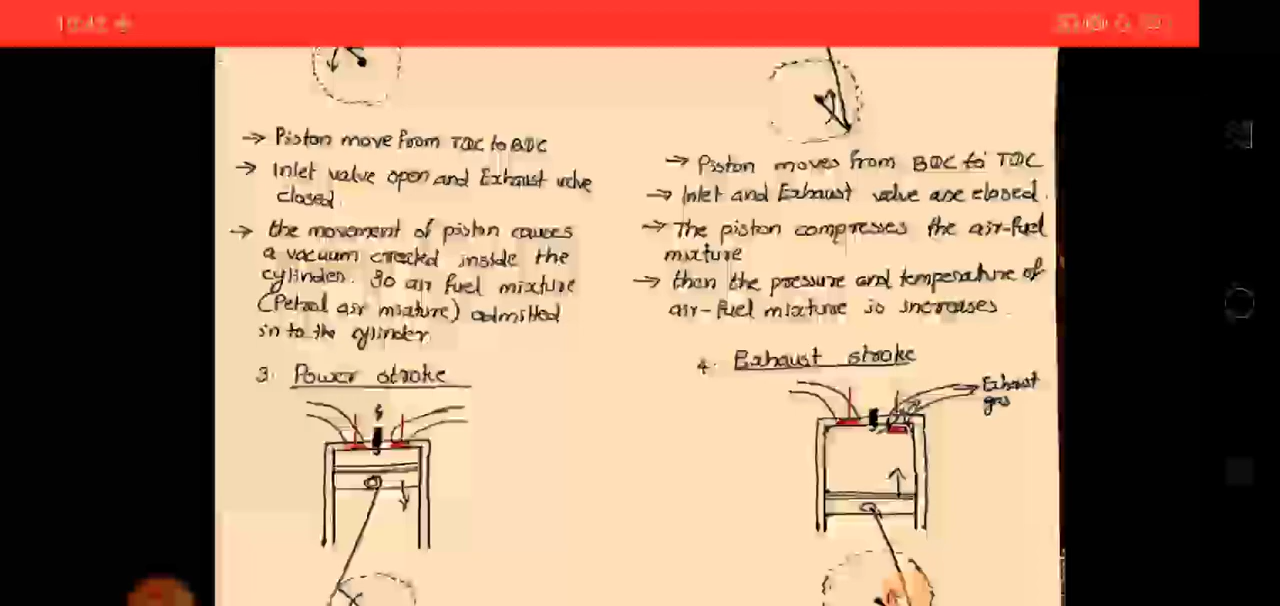 → Piston move from TDC to BDC
→ Inlet valve open and Exhaust valve
closed.
→ the movement of piston causes
a vacuum created inside the
cylinder. So air fuel mixture
(Petrol air mixture) admitted
in to the cylinder
→ Piston moves from BDC to TDC
→ Inlet and Exhaust valve are closed.
→ The piston compresses the air-fuel
mixture
→ then the pressure and temperature of
air-fuel mixture is increases.
3. Power stroke
4. Exhaust stroke
Exhaust
gas